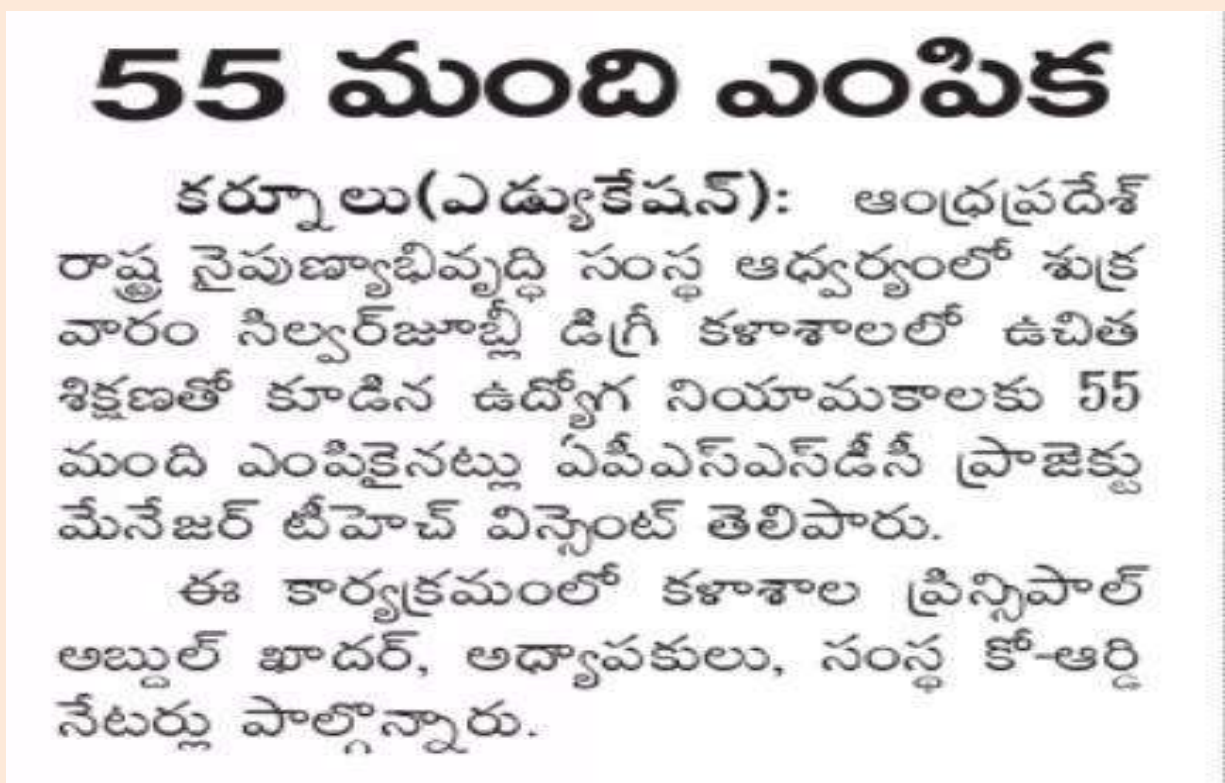 55 మంది ఎంపిక
కర్నూలు(ఎడ్యుకేషన్): ఆంధ్రప్రదేశ్
రాష్ట్ర నైపుణ్యాభివృద్ధి సంస్థ ఆధ్వర్యంలో శుక్ర
వారం సిల్వర్‌జూబ్లీ డిగ్రీ కళాశాలలో ఉచిత
శిక్షణతో కూడిన ఉద్యోగ నియామకాలకు 55
మంది ఎంపికైనట్లు ఏపీఎస్‌ఎస్‌డీసీ ప్రాజెక్టు
మేనేజర్ టీహెచ్ విన్సెంట్ తెలిపారు.
ఈ కార్యక్రమంలో కళాశాల ప్రిన్సిపాల్
అబ్దుల్ ఖాదర్, అధ్యాపకులు, సంస్థ కో-ఆర్డి
నేటర్లు పాల్గొన్నారు.